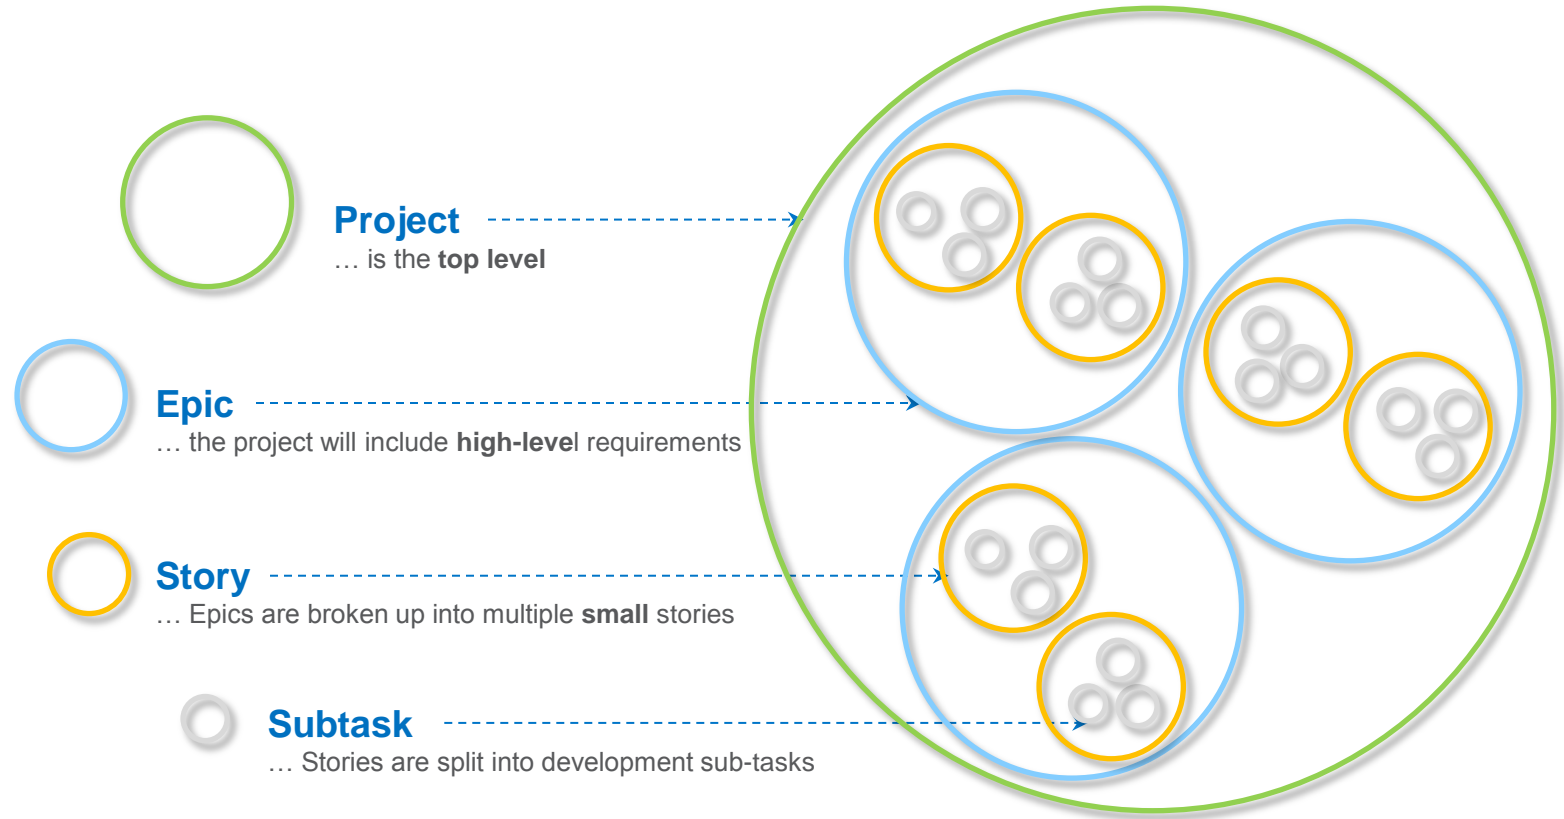 Project
… is the top level
Epic
… the project will include high-level requirements
Story
… Epics are broken up into multiple small stories
Subtask
… Stories are split into development sub-tasks